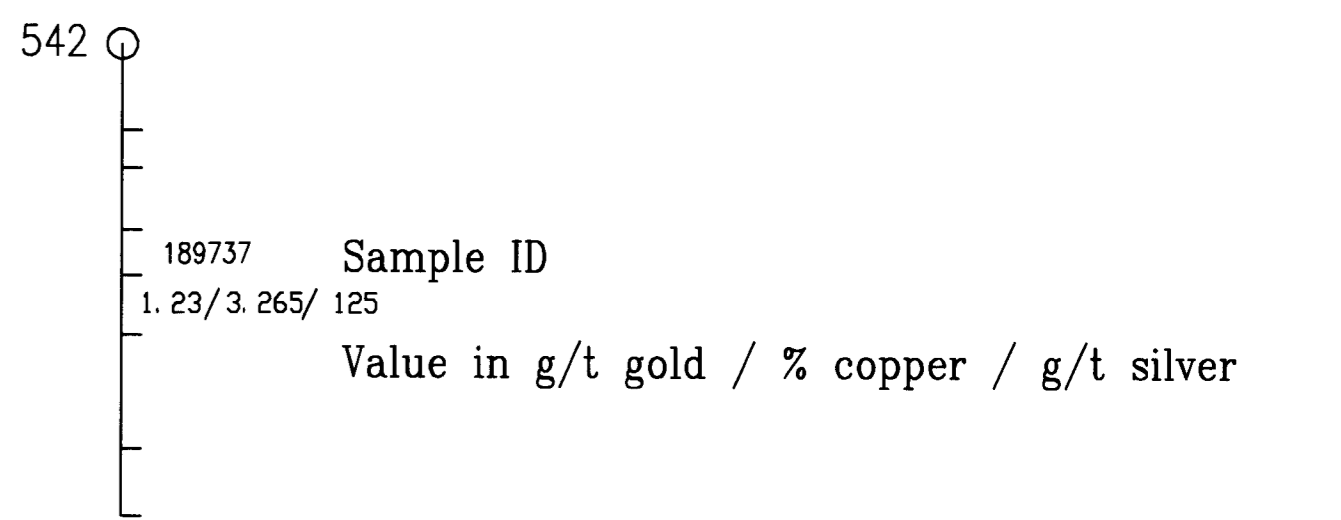 542
189737 Sample ID
1.23/3.265/ 125
Value in g/t gold / % copper / g/t silver